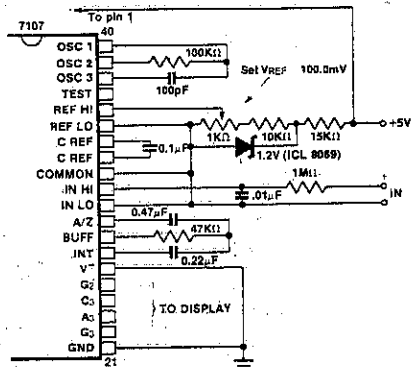 To pin 1
7107
40
OSC 1
OSC 2
100KΩ
OSC 3
100pF
TEST
Set VREF 100.0mV
REF HI
REF LO
1KΩ
10KΩ
15KΩ
+5V
C REF
0.1μF
1.2V (ICL 8069)
C REF
COMMON
1MΩ
+
IN HI
.01μF
IN
IN LO
-
0.47μF
A/Z
BUFF
47KΩ
INT
0.22μF
V-
G2
C3
TO DISPLAY
A3
G3
GND
21